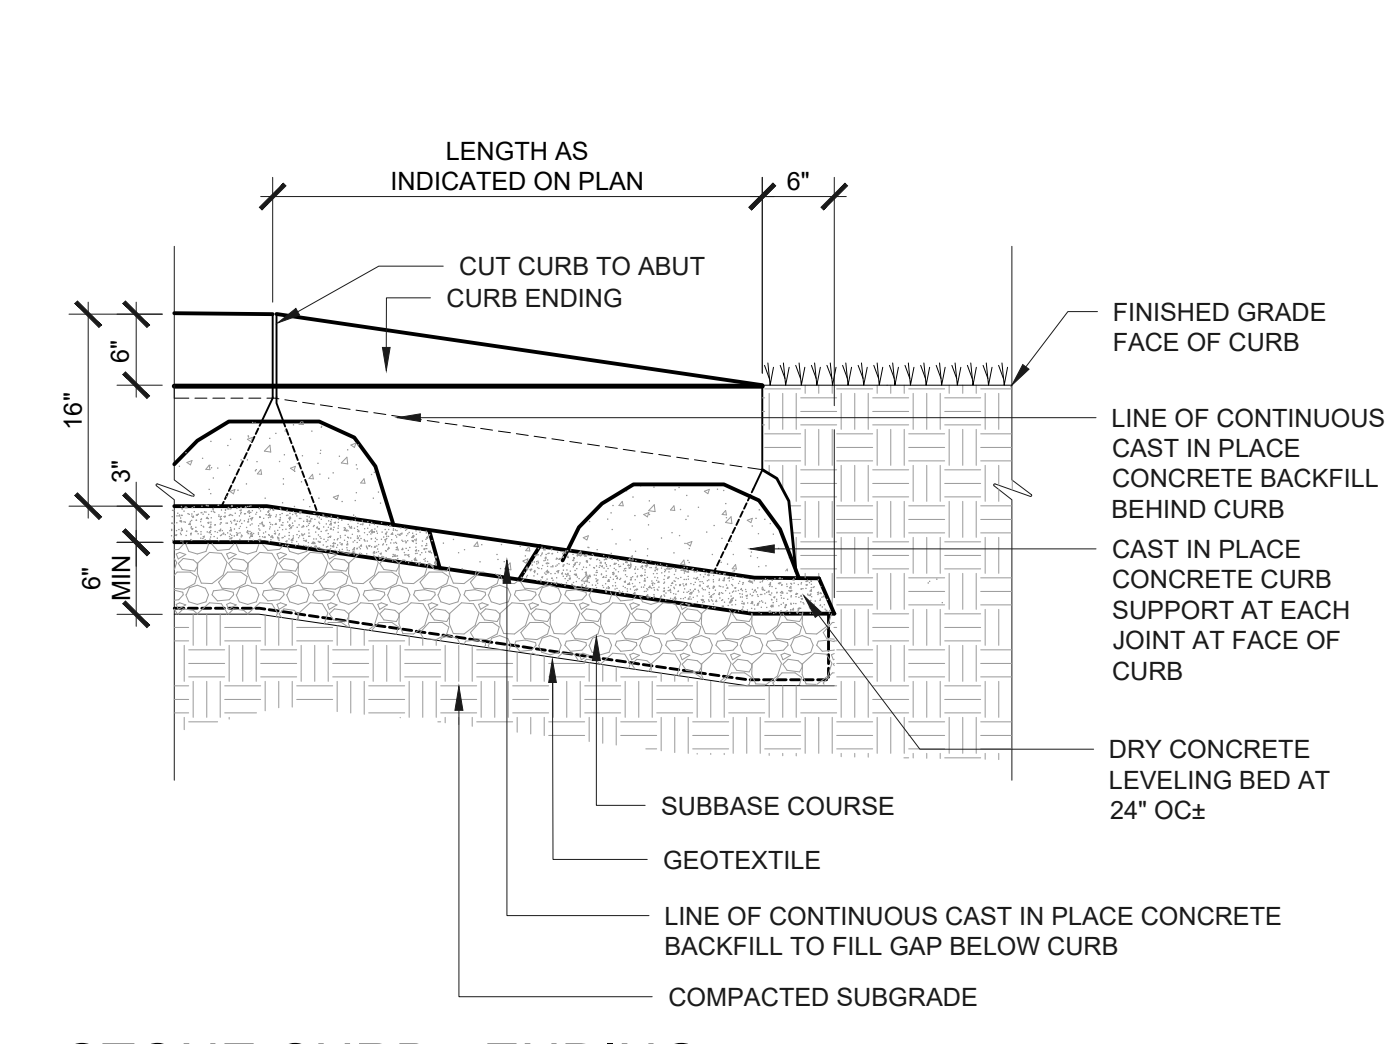 LENGTH AS
INDICATED ON PLAN
6"
CUT CURB TO ABUT
CURB ENDING
FINISHED GRADE
FACE OF CURB
6"
16"
3"
6"
MIN
LINE OF CONTINUOUS
CAST IN PLACE
CONCRETE BACKFILL
BEHIND CURB
CAST IN PLACE
CONCRETE CURB
SUPPORT AT EACH
JOINT AT FACE OF
CURB
DRY CONCRETE
LEVELING BED AT
24" OC±
SUBBASE COURSE
GEOTEXTILE
LINE OF CONTINUOUS CAST IN PLACE CONCRETE
BACKFILL TO FILL GAP BELOW CURB
COMPACTED SUBGRADE